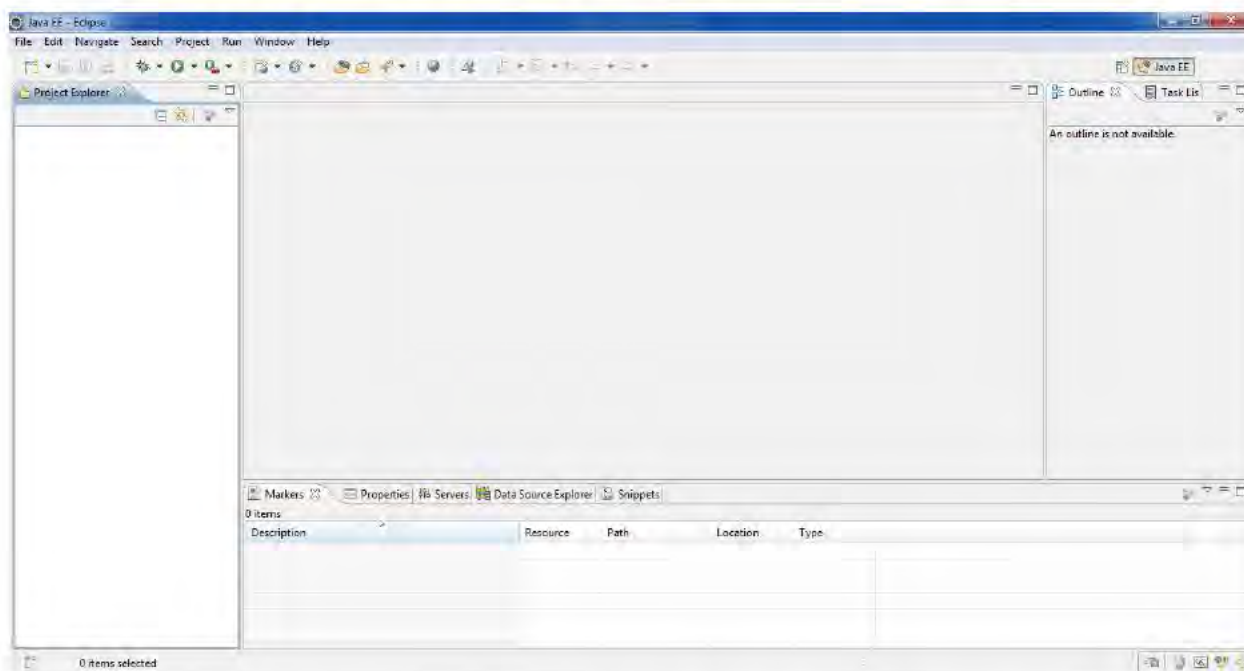 Java EE - Eclipse
File Edit Navigate Search Project Run Window Help
Java EE
Project Explorer
Outline Task Lis
An outline is not available.
Markers Properties Servers Data Source Explorer Snippets
0 items
Description Resource Path Location Type
0 items selected